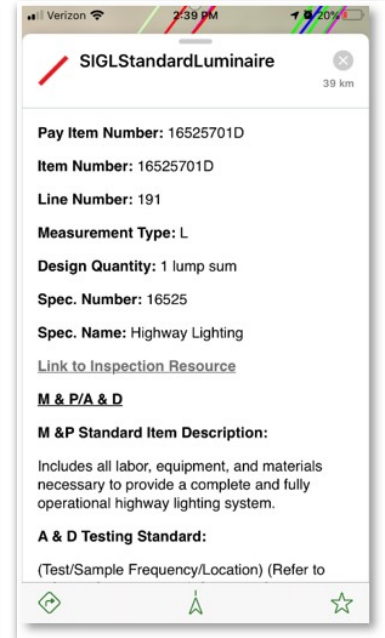 Verizon 2:39 PM 20%
SIGLStandardLuminaire
39 km
Pay Item Number: 16525701D
Item Number: 16525701D
Line Number: 191
Measurement Type: L
Design Quantity: 1 lump sum
Spec. Number: 16525
Spec. Name: Highway Lighting
Link to Inspection Resource
M & P/A & D
M &P Standard Item Description:
Includes all labor, equipment, and materials
necessary to provide a complete and fully
operational highway lighting system.
A & D Testing Standard:
(Test/Sample Frequency/Location) (Refer to